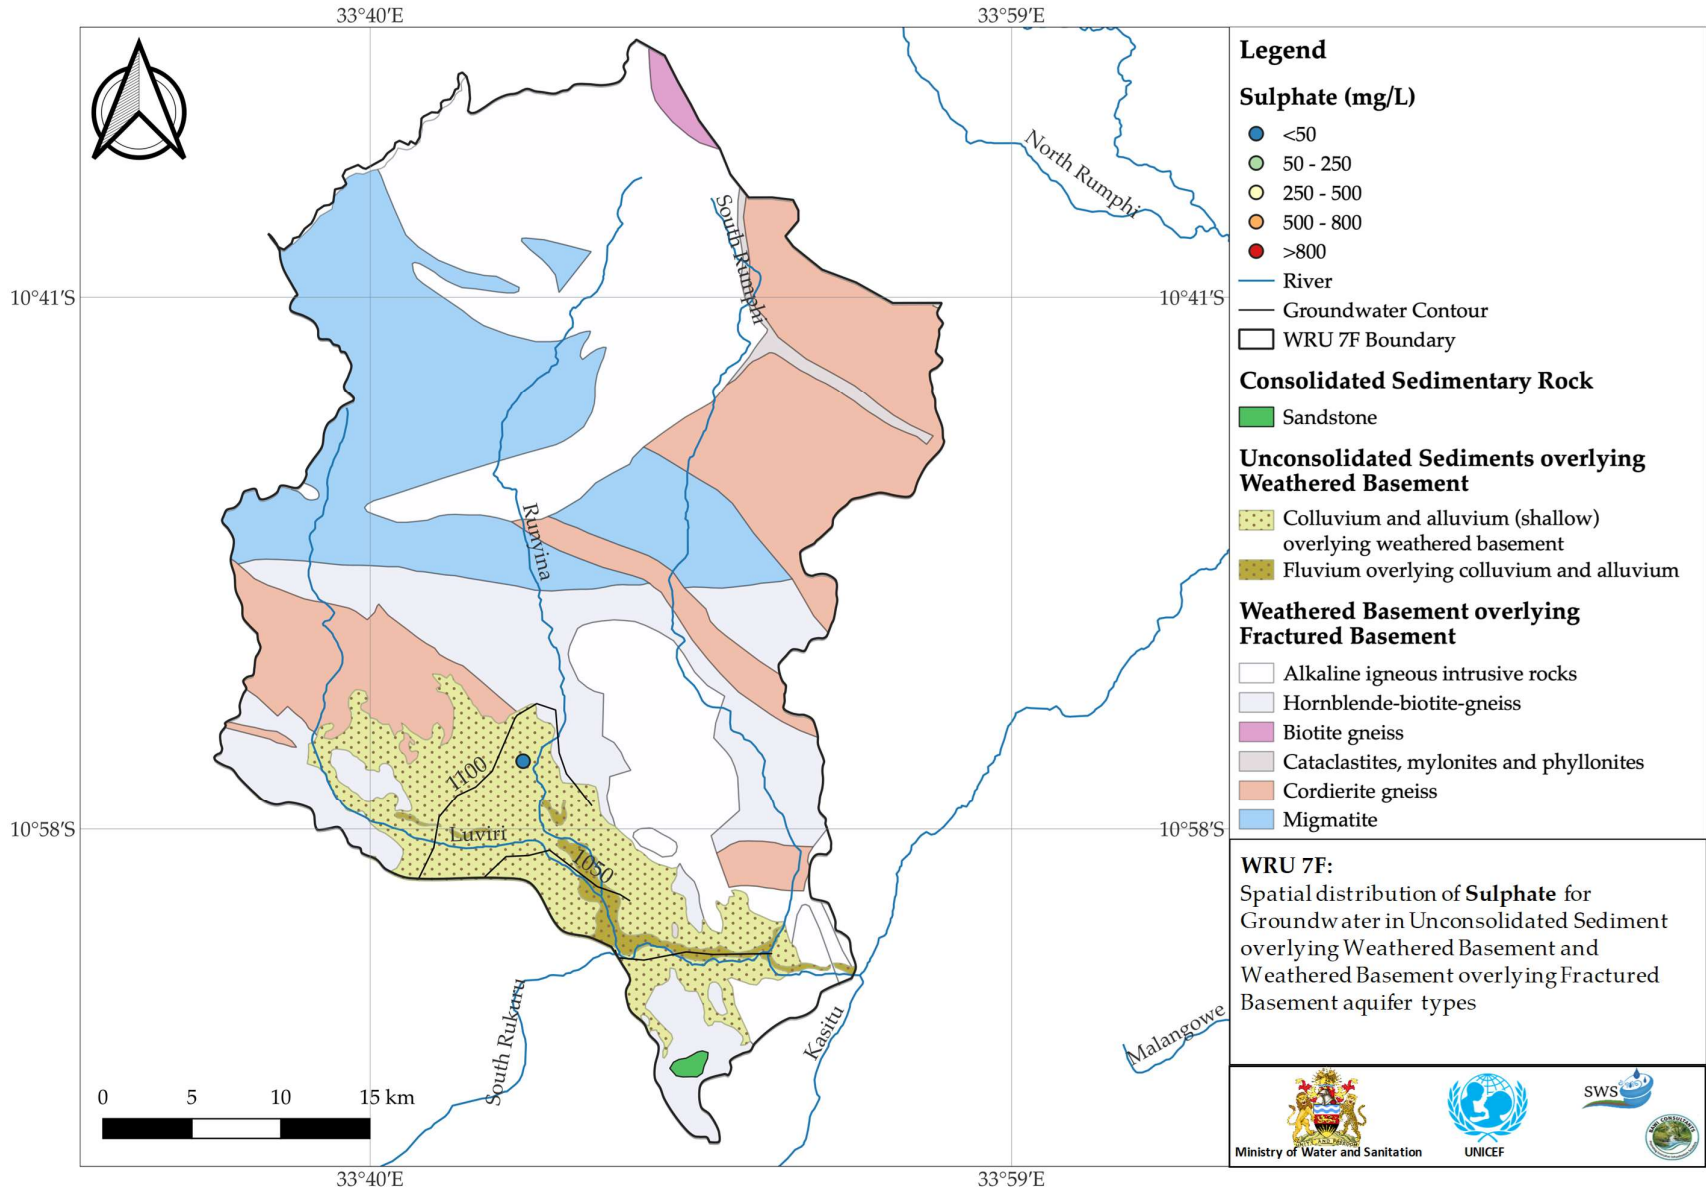 33°40'E
33°59'E
North Rumphi
South Rumphi
10°41'S
10°41'S
Runyina
1100
10°58'S
10°58'S
Luviri
1050
South Rukuru
Kasitu
Malangowe
0 5 10 15 km
33°40'E
33°59'E
Legend
Sulphate (mg/L)
<50
50 - 250
250 - 500
500 - 800
>800
River
Groundwater Contour
WRU 7F Boundary
Consolidated Sedimentary Rock
Sandstone
Unconsolidated Sediments overlying
Weathered Basement
Colluvium and alluvium (shallow)
overlying weathered basement
Fluvium overlying colluvium and alluvium
Weathered Basement overlying
Fractured Basement
Alkaline igneous intrusive rocks
Hornblende-biotite-gneiss
Biotite gneiss
Cataclastites, mylonites and phyllonites
Cordierite gneiss
Migmatite
WRU 7F:
Spatial distribution of Sulphate for
Groundwater in Unconsolidated Sediment
overlying Weathered Basement and
Weathered Basement overlying Fractured
Basement aquifer types
Ministry of Water and Sanitation
UNICEF
SWS